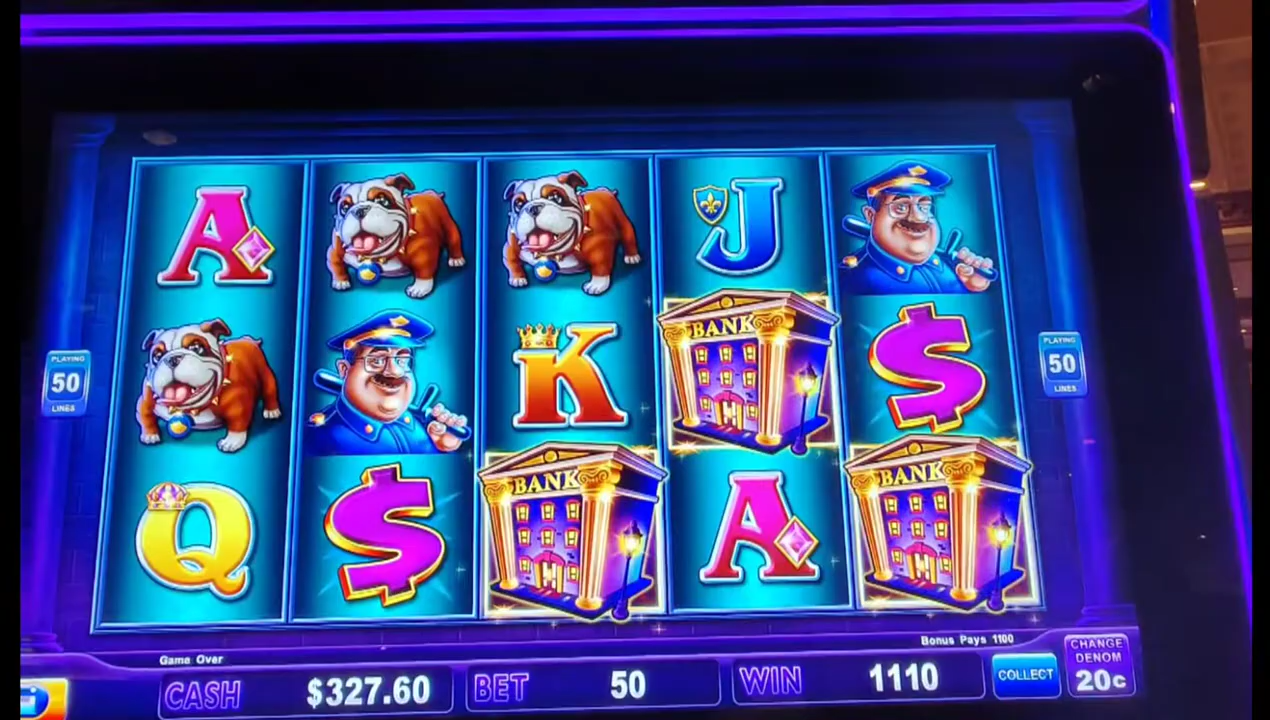 A
J
BANK
K
PLAYING
50
LINES
PLAYING
50
LINES
$
Q
$
BANK
A
BANK
Game Over
Bonus Pays 1100
CASH
$327.60
BET
50
WIN
1110
COLLECT
CHANGE
DENOM
20¢